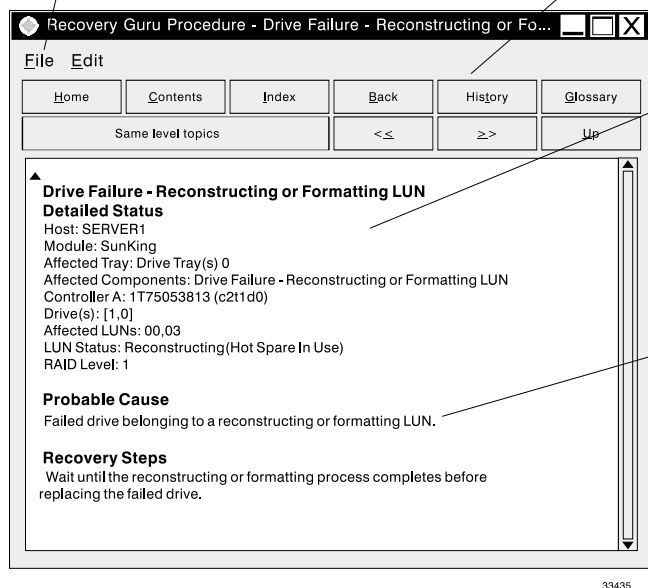 Recovery Guru Procedure - Drive Failure - Reconstructing or Fo...
File Edit
Home Contents Index Back History Glossary
Same level topics << >> Up
Drive Failure - Reconstructing or Formatting LUN
Detailed Status
Host: SERVER1
Module: SunKing
Affected Tray: Drive Tray(s) 0
Affected Components: Drive Failure - Reconstructing or Formatting LUN
Controller A: 1T75053813 (c2t1d0)
Drive(s): [1,0]
Affected LUNs: 00,03
LUN Status: Reconstructing(Hot Spare In Use)
RAID Level: 1
Probable Cause
Failed drive belonging to a reconstructing or formatting LUN.
Recovery Steps
Wait until the reconstructing or formatting process completes before
replacing the failed drive.
33435